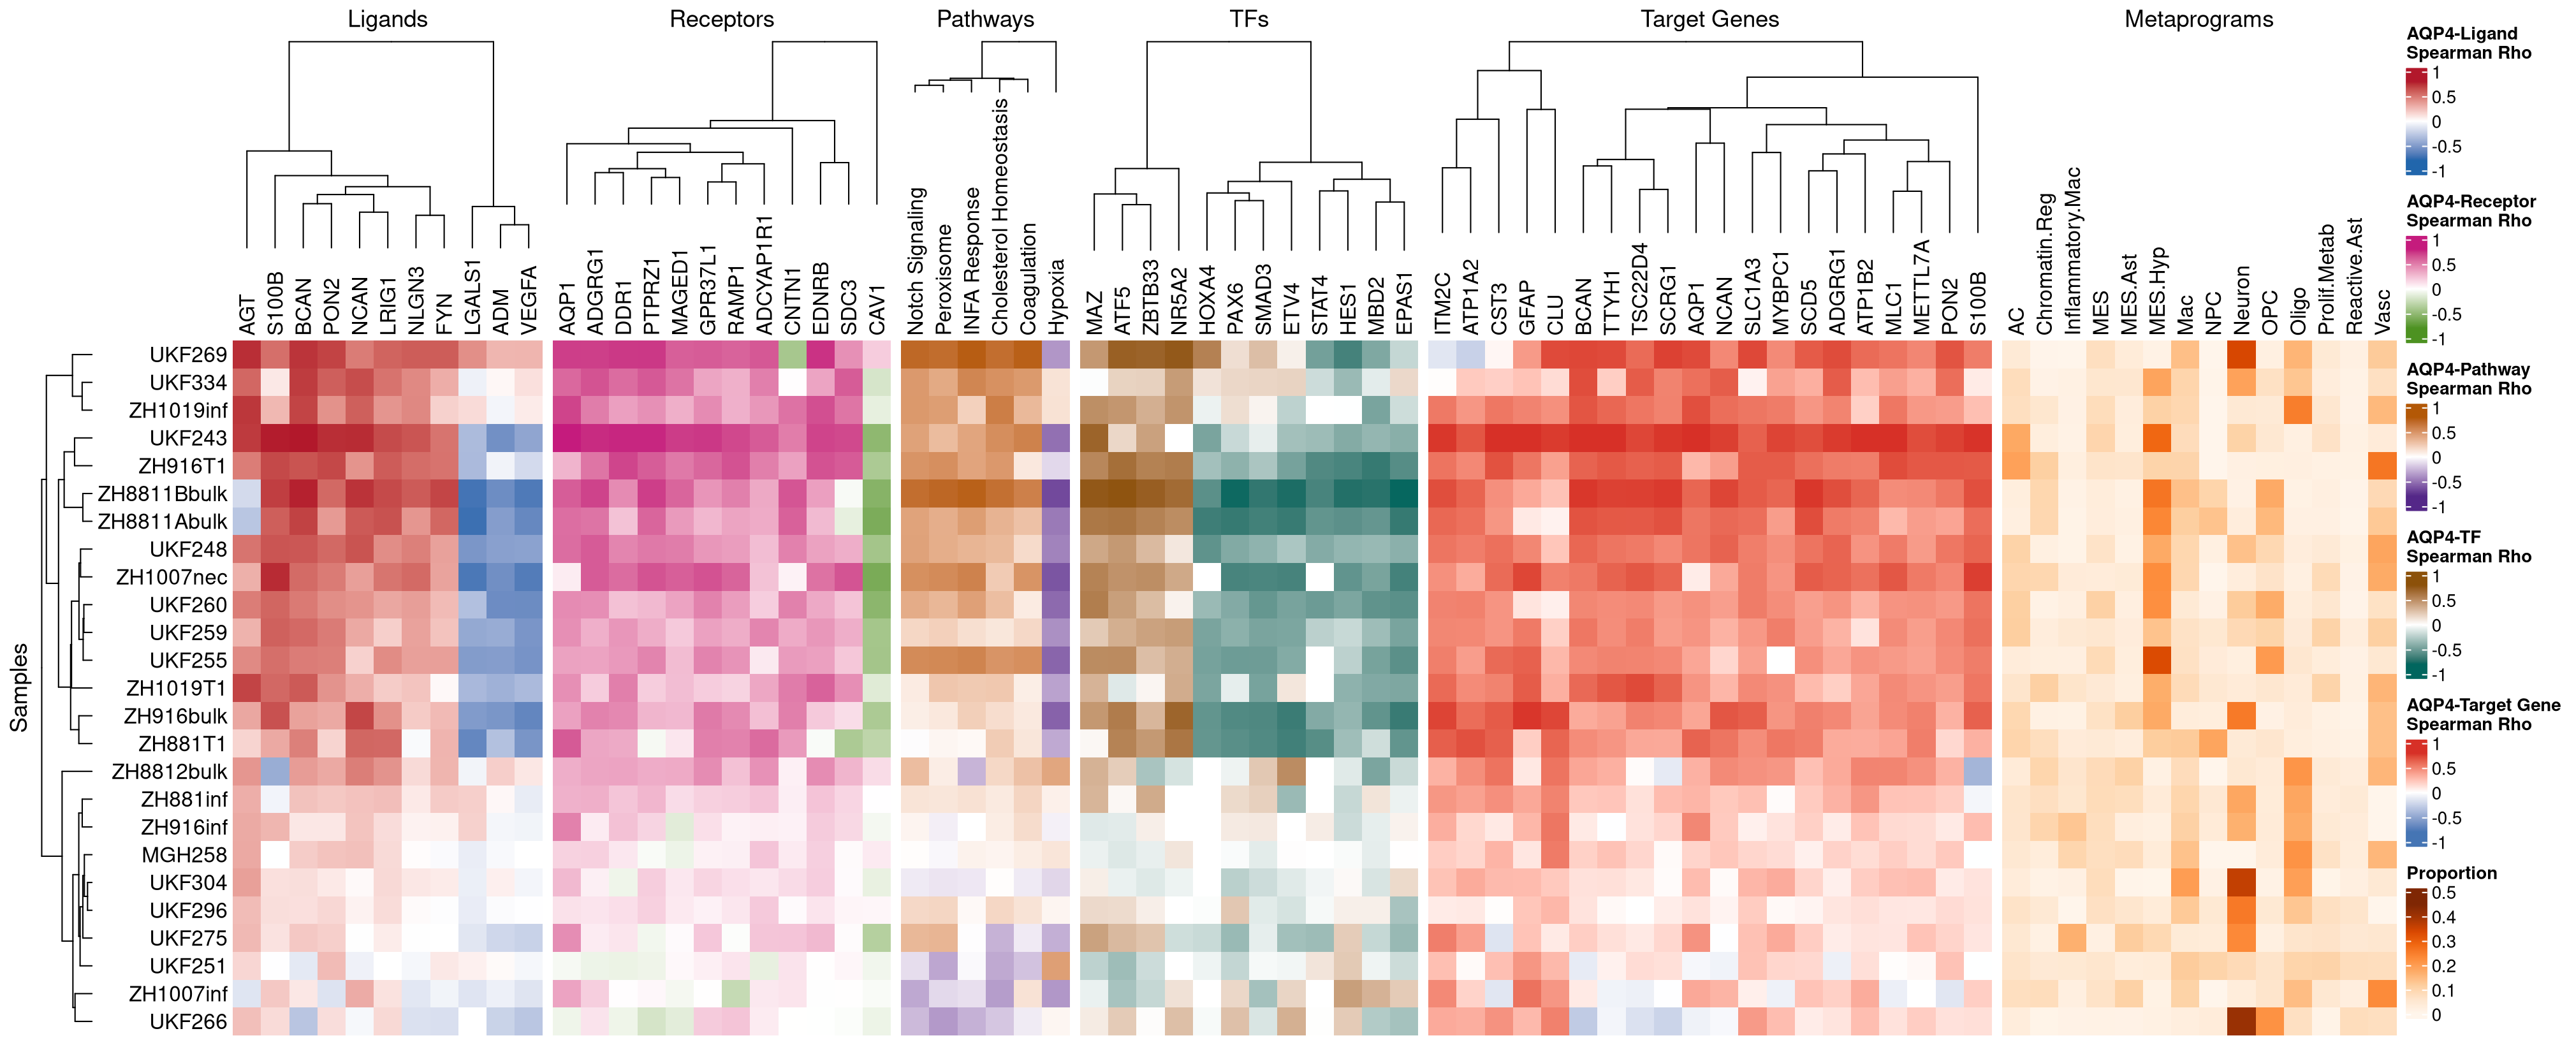 Ligands
Receptors
Pathways
TFs
Target Genes
Metaprograms
AGT
S100B
BCAN
PON2
NCAN
LRIG1
NLGN3
FYN
LGALS1
ADM
VEGFA
AQP1
ADGRG1
DDR1
PTPRZ1
MAGED1
GPR37L1
RAMP1
ADCYAP1R1
CNTN1
EDNRB
SDC3
CAV1
Notch Signaling
Peroxisome
INFA Response
Cholesterol Homeostasis
Coagulation
Hypoxia
MAZ
ATF5
ZBTB33
NR5A2
HOXA4
PAX6
SMAD3
ETV4
STAT4
HES1
MBD2
EPAS1
ITM2C
ATP1A2
CST3
GFAP
CLU
BCAN
TTYH1
TSC22D4
SCRG1
AQP1
NCAN
SLC1A3
MYBPC1
SCD5
ADGRG1
ATP1B2
MLC1
METTL7A
PON2
S100B
AC
Chromatin.Reg
Inflammatory.Mac
MES
MES.Ast
MES.Hyp
Mac
NPC
Neuron
OPC
Oligo
Prolif.Metab
Reactive.Ast
Vasc
Samples
UKF269
UKF334
ZH1019inf
UKF243
ZH916T1
ZH8811Bbulk
ZH8811Abulk
UKF248
ZH1007nec
UKF260
UKF259
UKF255
ZH1019T1
ZH916bulk
ZH881T1
ZH8812bulk
ZH881inf
ZH916inf
MGH258
UKF304
UKF296
UKF275
UKF251
ZH1007inf
UKF266
AQP4-Ligand
Spearman Rho
1
0.5
0
-0.5
-1
AQP4-Receptor
Spearman Rho
1
0.5
0
-0.5
-1
AQP4-Pathway
Spearman Rho
1
0.5
0
-0.5
-1
AQP4-TF
Spearman Rho
1
0.5
0
-0.5
-1
AQP4-Target Gene
Spearman Rho
1
0.5
0
-0.5
-1
Proportion
0.5
0.4
0.3
0.2
0.1
0